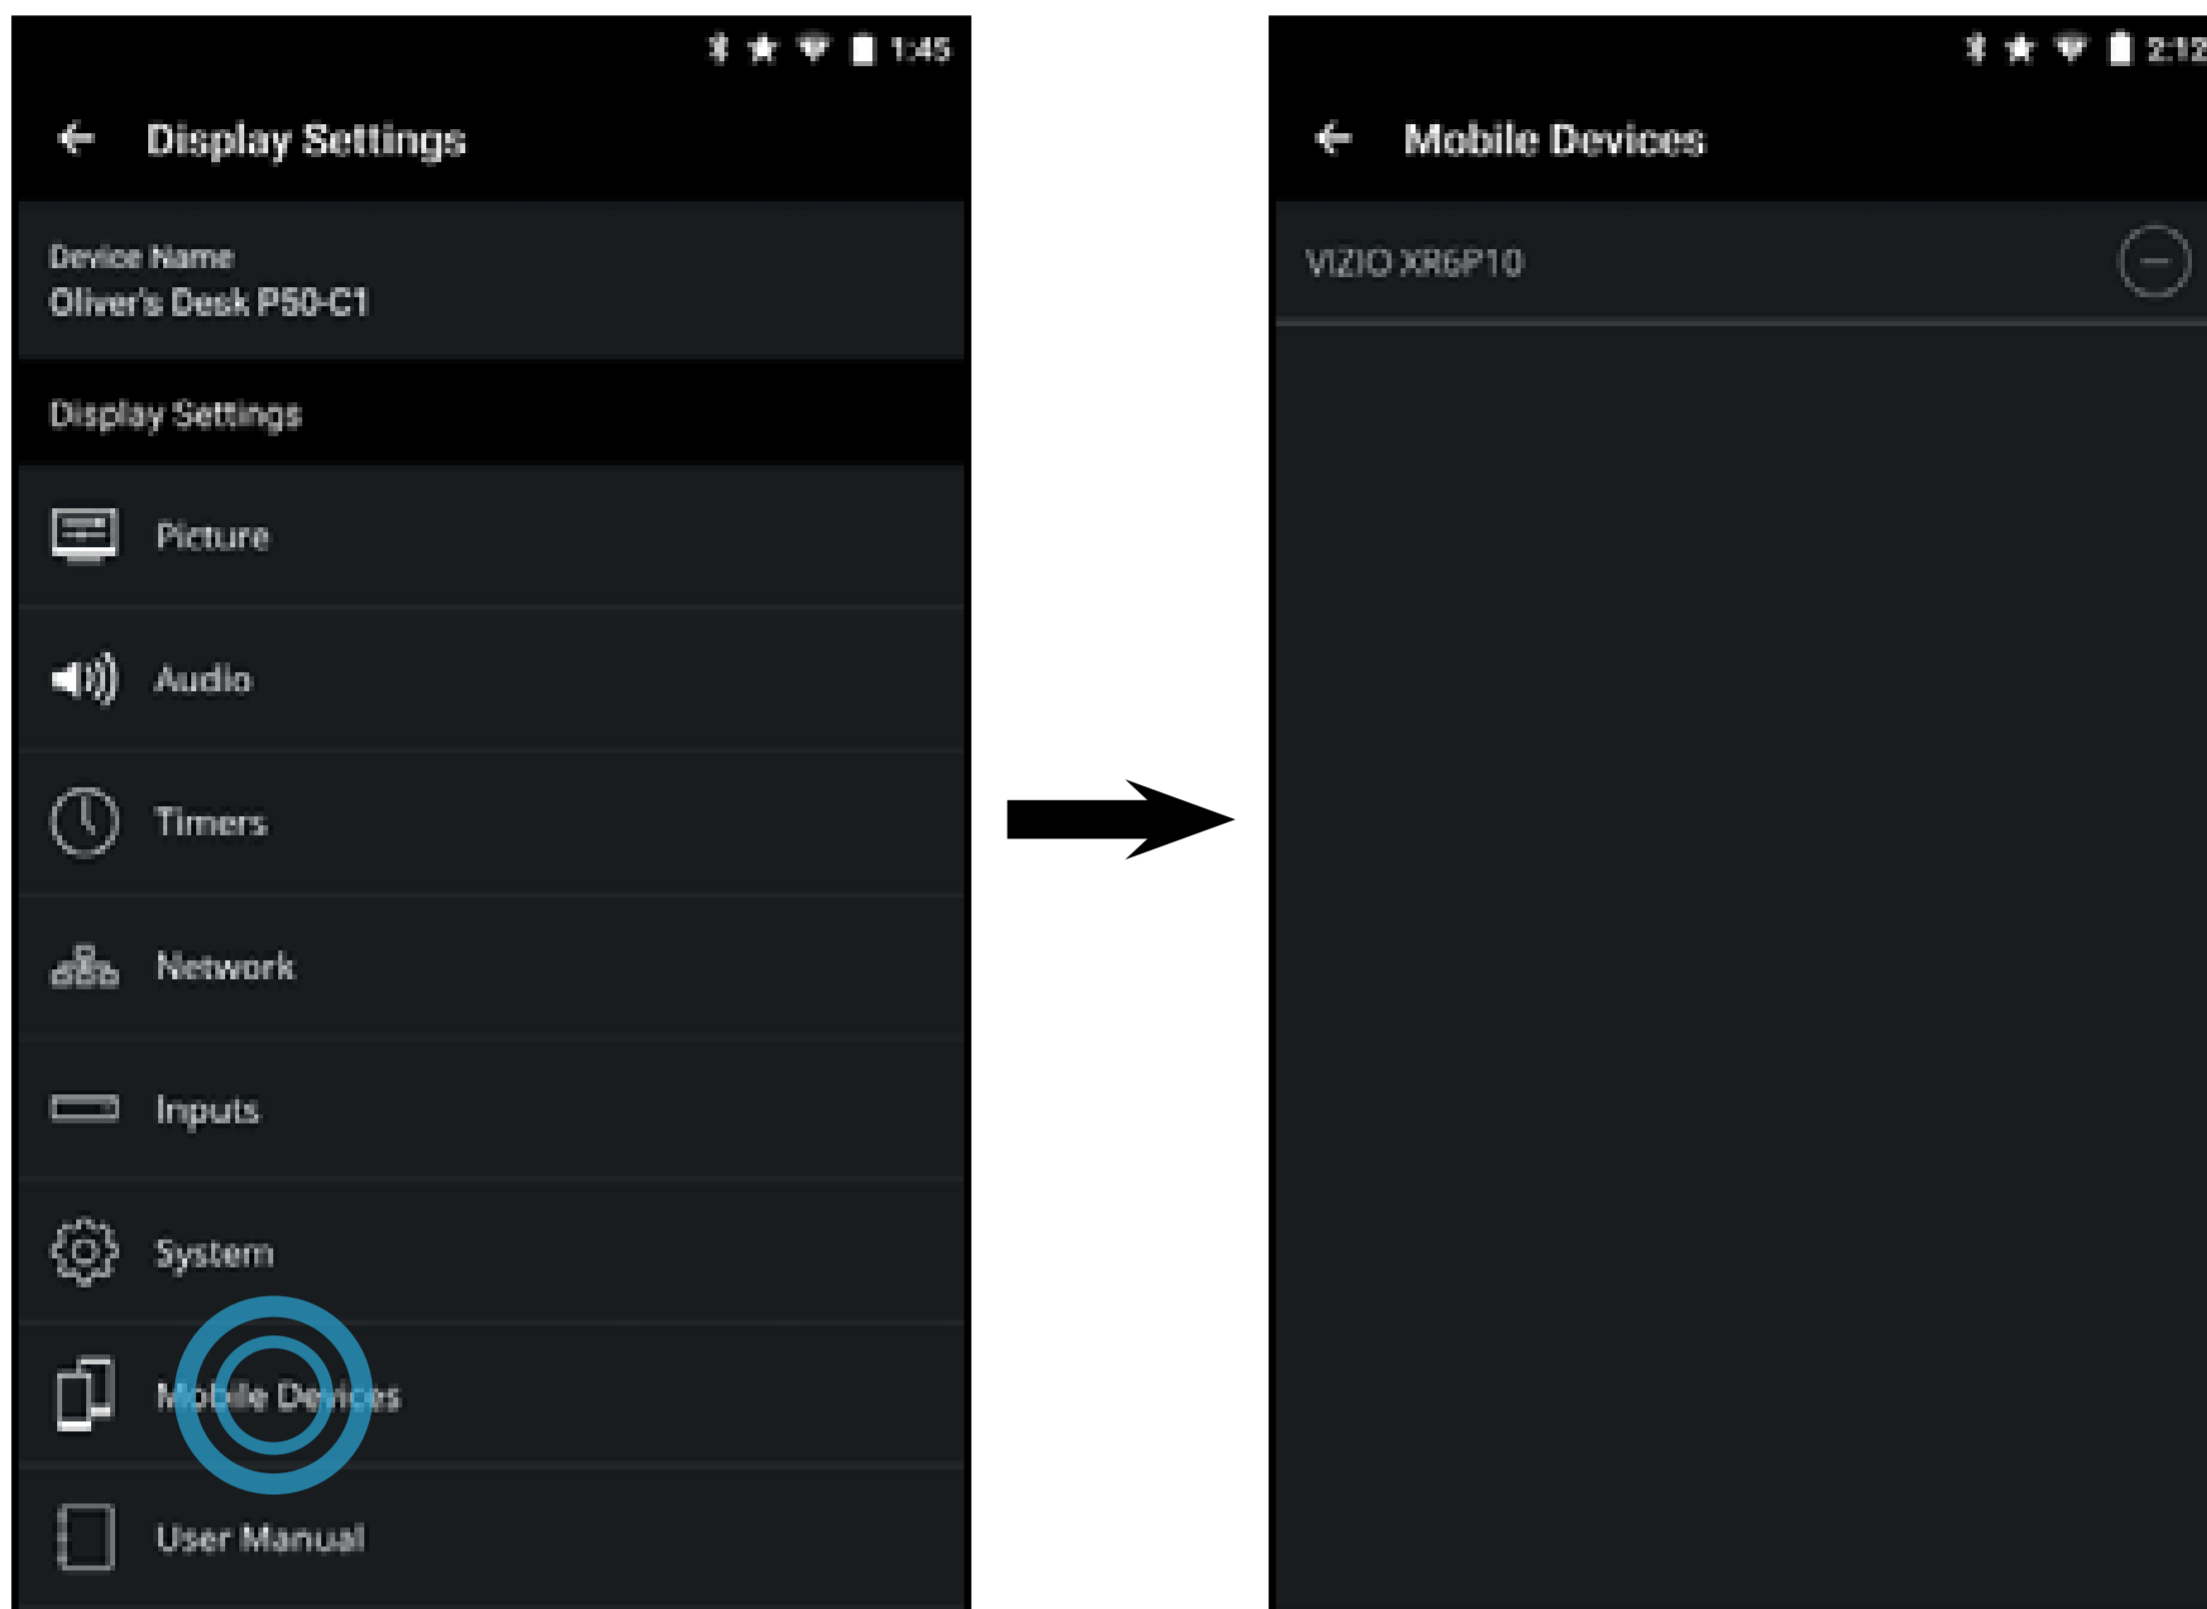 1:45
Display Settings
Device Name
Oliver's Desk P50-C1
Display Settings
Picture
Audio
Timers
Network
Inputs
System
Mobile Devices
User Manual
2:12
Mobile Devices
VIZIO XR6P10